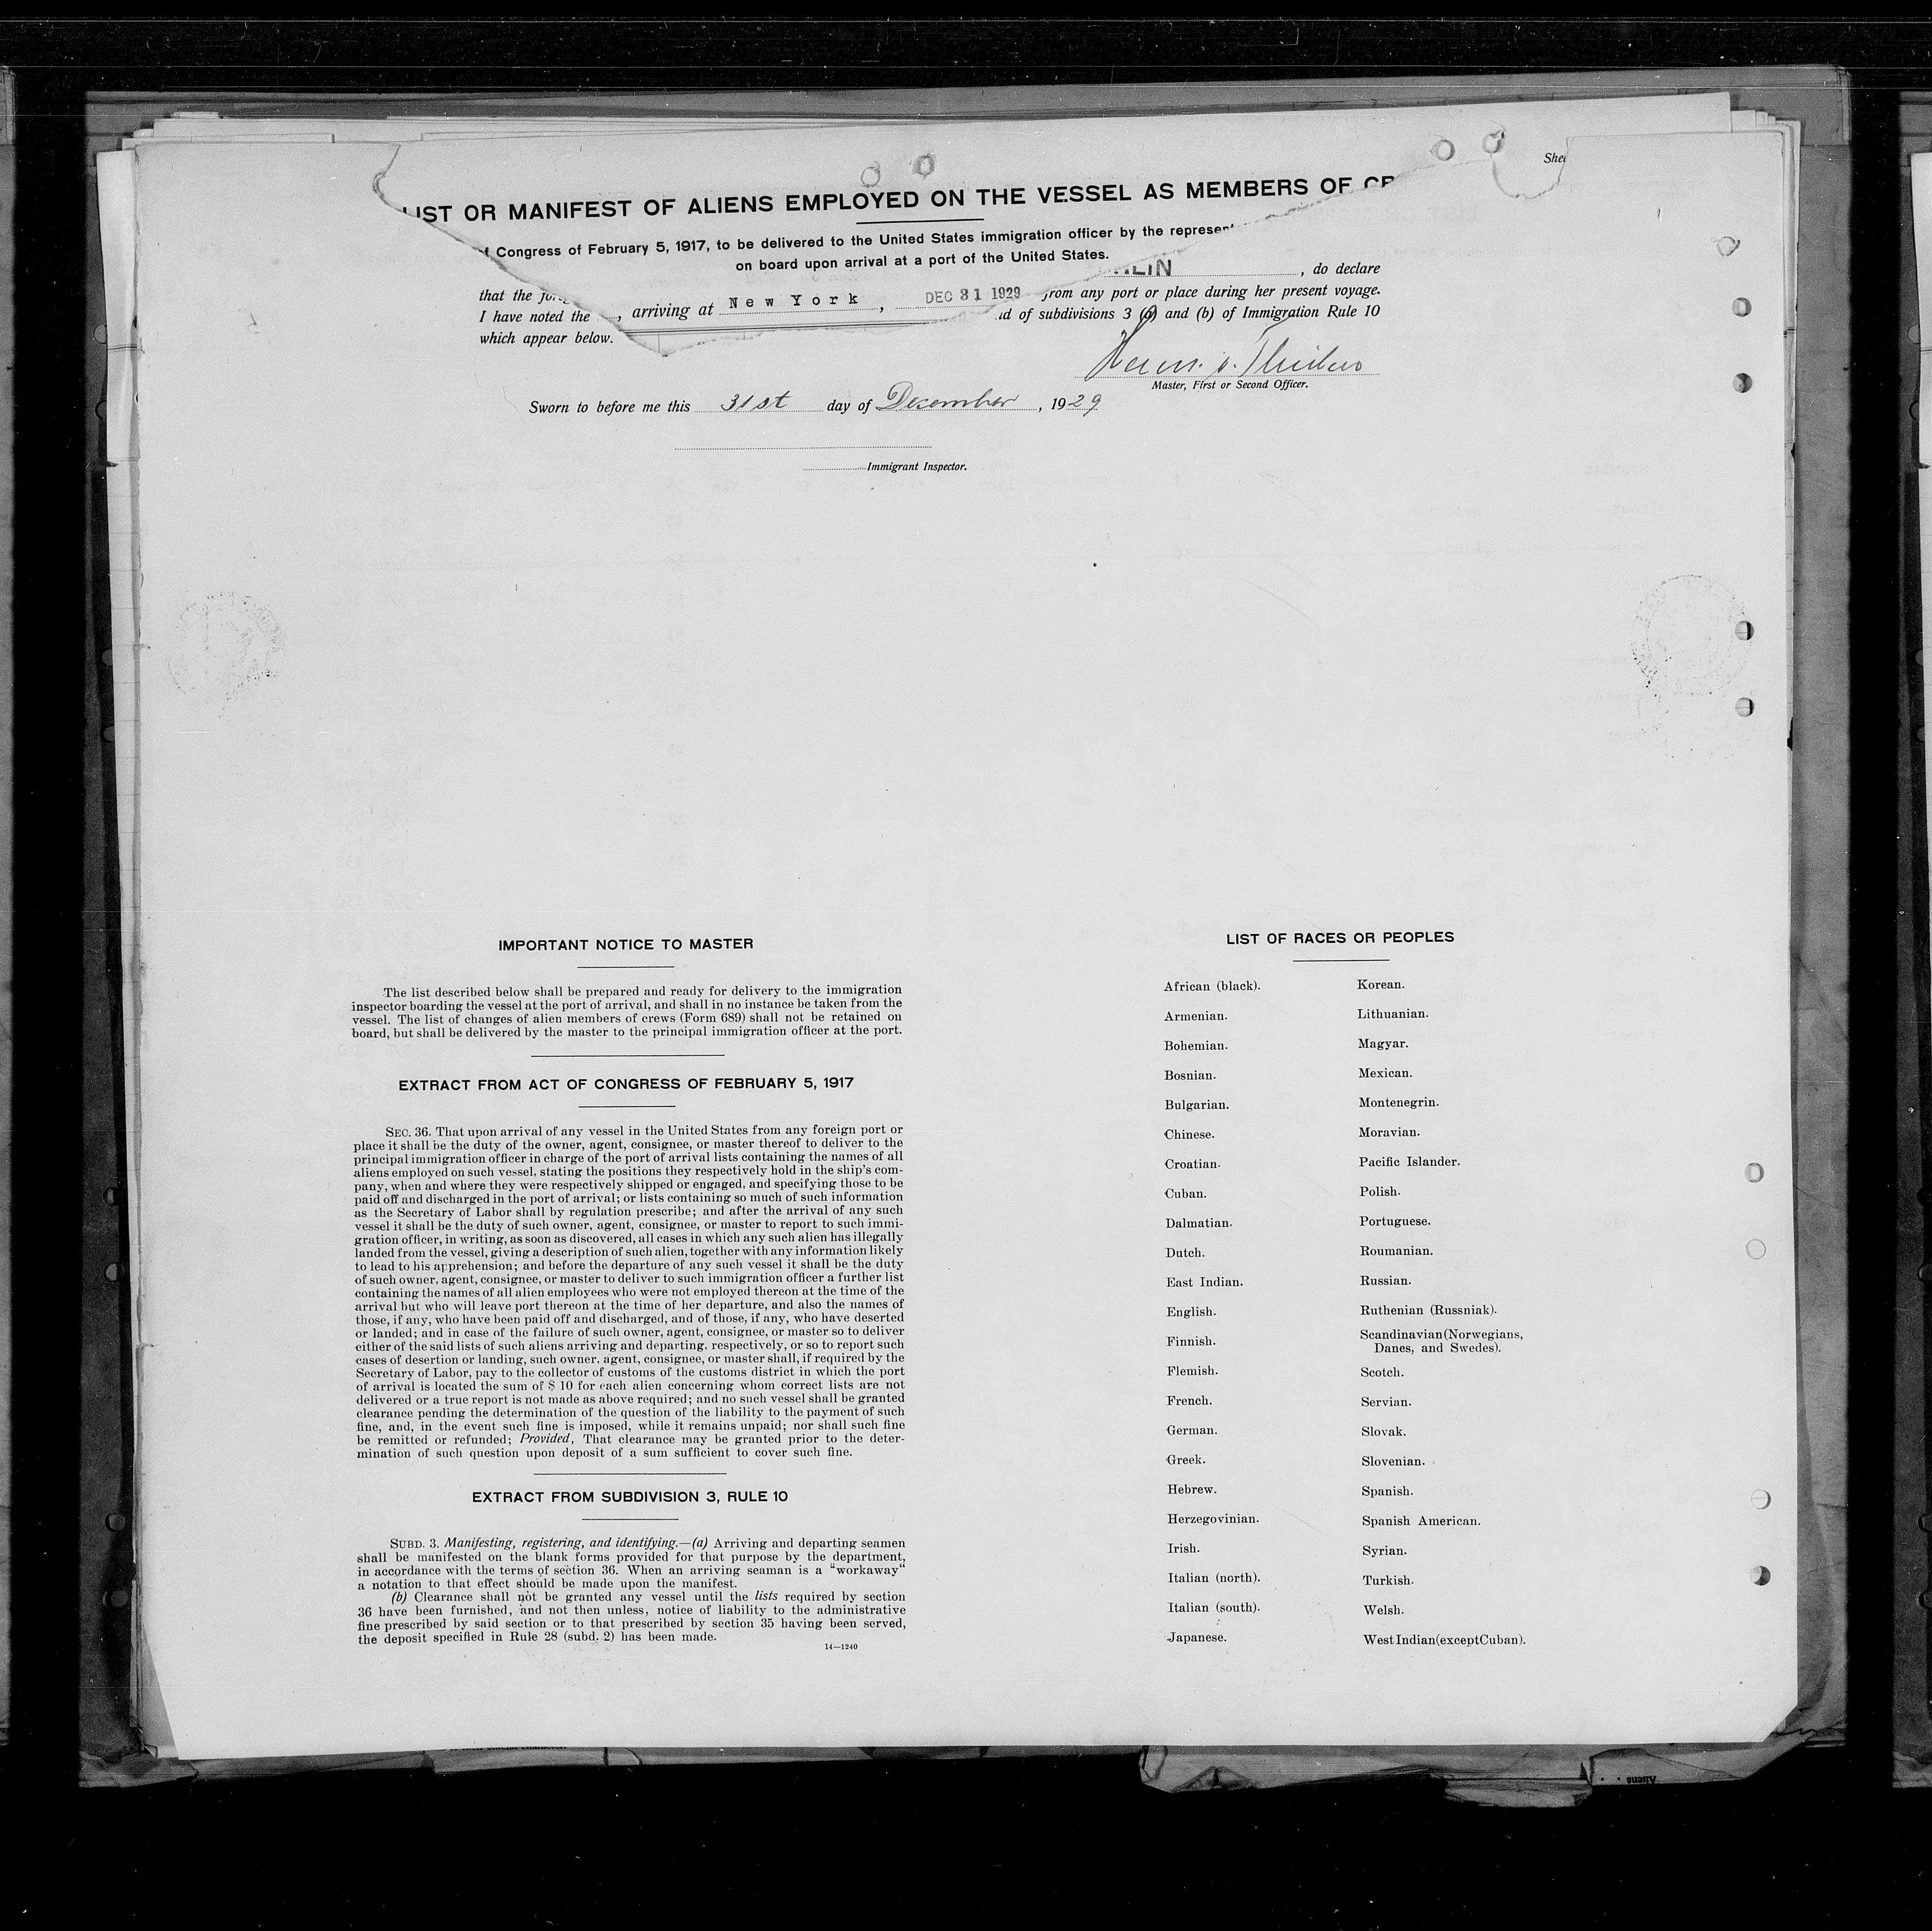 LIST OR MANIFEST OF ALIENS EMPLOYED ON THE VESSEL AS MEMBERS OF
Congress of February 5, 1917, to be delivered to the United States immigration officer by the
on board upon arrival at a port of the United States.
, do declare
that the
, arriving at New York, DEC 31 1929
from any port or place during her present voyage.
I have noted the
of subdivisions 3 (a) and (b) of Immigration Rule 10
which appear below.
Master, First or Second Officer.
Sworn to before me this 31st day of December, 1929
Immigrant Inspector.
IMPORTANT NOTICE TO MASTER
The list described below shall be prepared and ready for delivery to the immigration
inspector boarding the vessel at the port of arrival, and shall in no instance be taken from the
vessel. The list of changes of alien members of crews (Form 689) shall not be retained on
board, but shall be delivered by the master to the principal immigration officer at the port.
EXTRACT FROM ACT OF CONGRESS OF FEBRUARY 5, 1917
SEC. 36. That upon arrival of any vessel in the United States from any foreign port or
place it shall be the duty of the owner, agent, consignee, or master thereof to deliver to the
principal immigration officer in charge of the port of arrival lists containing the names of all
aliens employed on such vessel, stating the positions they respectively hold in the ship's com-
pany, when and where they were respectively shipped or engaged, and specifying those to be
paid off and discharged in the port of arrival; or lists containing so much of such information
as the Secretary of Labor shall by regulation prescribe; and after the arrival of any such
vessel it shall be the duty of such owner, agent, consignee, or master to report to such immi-
gration officer, in writing, as soon as discovered, all cases in which any such alien has illegally
landed from the vessel, giving a description of such alien, together with any information likely
to lead to his apprehension; and before the departure of any such vessel it shall be the duty
of such owner, agent, consignee, or master to deliver to such immigration officer a further list
containing the names of all alien employees who were not employed thereon at the time of the
arrival but who will leave port thereon at the time of her departure, and also the names of
those, if any, who have been paid off and discharged, and of those, if any, who have deserted
or landed; and in case of the failure of such owner, agent, consignee, or master so to deliver
either of the said lists of such aliens arriving and departing, respectively, or so to report such
cases of desertion or landing, such owner, agent, consignee, or master shall, if required by the
Secretary of Labor, pay to the collector of customs of the customs district in which the port
of arrival is located the sum of $ 10 for each alien concerning whom correct lists are not
delivered or a true report is not made as above required; and no such vessel shall be granted
clearance pending the determination of the question of the liability to the payment of such
fine, and, in the event such fine is imposed, while it remains unpaid; nor shall such fine
be remitted or refunded; Provided, That clearance may be granted prior to the deter-
mination of such question upon deposit of a sum sufficient to cover such fine.
EXTRACT FROM SUBDIVISION 3, RULE 10
SUBD. 3. Manifesting, registering, and identifying.—(a) Arriving and departing seamen
shall be manifested on the blank forms provided for that purpose by the department,
in accordance with the terms of section 36. When an arriving seaman is a "workaway"
a notation to that effect should be made upon the manifest.
(b) Clearance shall not be granted any vessel until the lists required by section
36 have been furnished, and not then unless, notice of liability to the administrative
fine prescribed by said section or to that prescribed by section 35 having been served,
the deposit specified in Rule 28 (subd. 2) has been made.
14—1240
LIST OF RACES OR PEOPLES
African (black).
Armenian.
Bohemian.
Bosnian.
Bulgarian.
Chinese.
Croatian.
Cuban.
Dalmatian.
Dutch.
East Indian.
English.
Finnish.
Flemish.
French.
German.
Greek.
Hebrew.
Herzegovinian.
Irish.
Italian (north).
Italian (south).
Japanese.
Korean.
Lithuanian.
Magyar.
Mexican.
Montenegrin.
Moravian.
Pacific Islander.
Polish.
Portuguese.
Roumanian.
Russian.
Ruthenian (Russniak).
Scandinavian (Norwegians,
Danes, and Swedes).
Scotch.
Servian.
Slovak.
Slovenian.
Spanish.
Spanish American.
Syrian.
Turkish.
Welsh.
West Indian (except Cuban).
Aliens